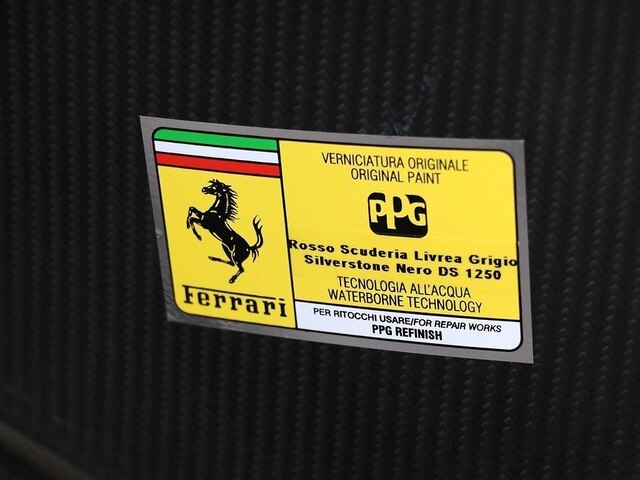 VERNICIATURA ORIGINALE
ORIGINAL PAINT
PPG
Rosso Scuderia Livrea Grigio
Silverstone Nero DS 1250
TECNOLOGIA ALL'ACQUA
WATERBORNE TECHNOLOGY
Ferrari
PER RITOCCHI USARE/FOR REPAIR WORKS
PPG REFINISH